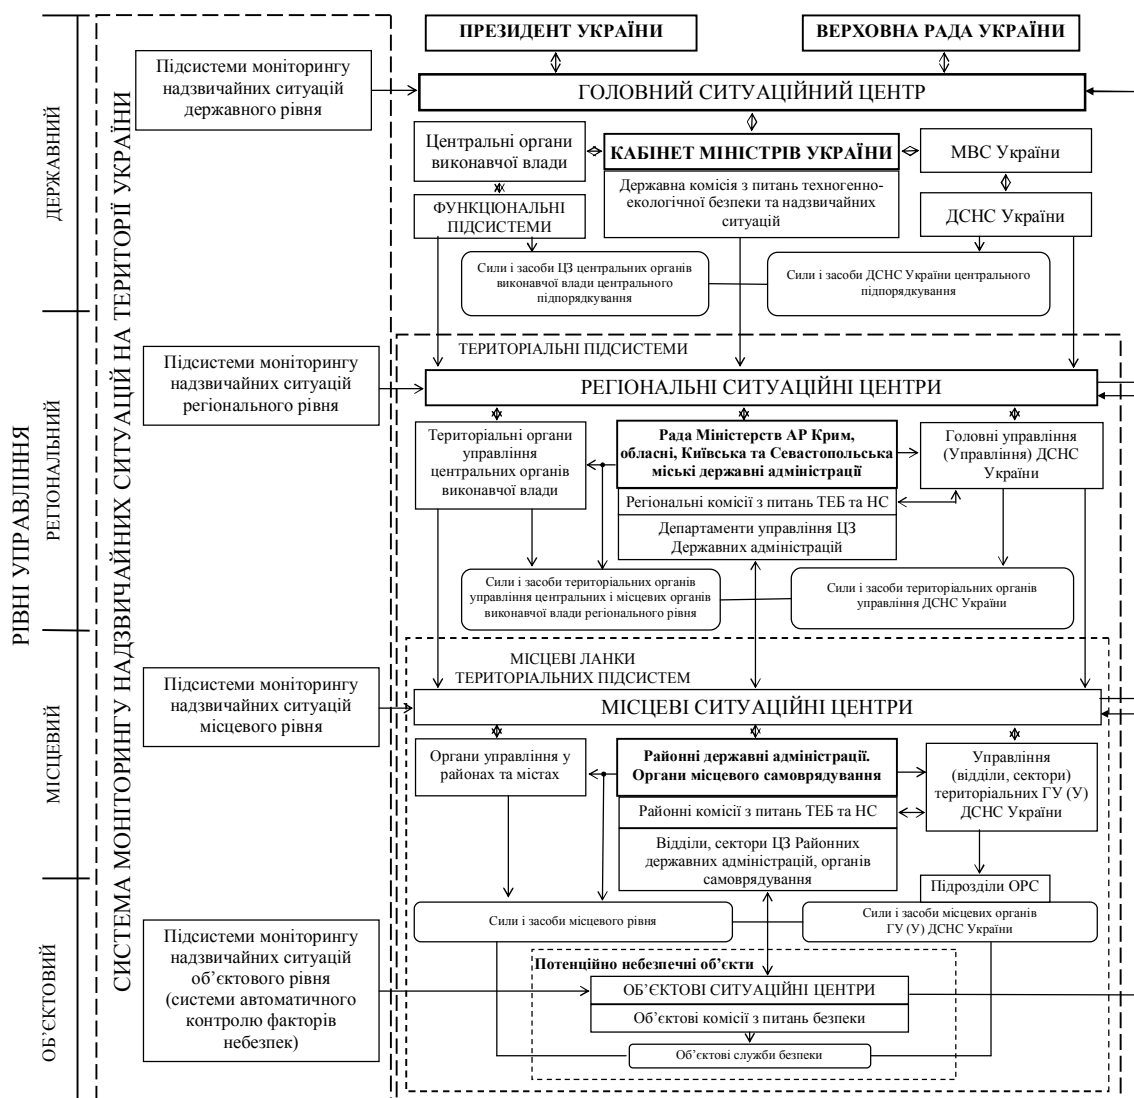 РІВНІ УПРАВЛІННЯ
ДЕРЖАВНИЙ
РЕГІОНАЛЬНИЙ
МІСЦЕВИЙ
ОБ’ЄКТОВИЙ
СИСТЕМА МОНІТОРИНГУ НАДЗВИЧАЙНИХ СИТУАЦІЙ НА ТЕРИТОРІЇ УКРАЇНИ
ПРЕЗИДЕНТ УКРАЇНИ
ВЕРХОВНА РАДА УКРАЇНИ
Підсистеми моніторингу
надзвичайних ситуацій
державного рівня
ГОЛОВНИЙ СИТУАЦІЙНИЙ ЦЕНТР
Центральні органи
виконавчої влади
КАБІНЕТ МІНІСТРІВ УКРАЇНИ
МВС України
Державна комісія з питань техногенно-
екологічної безпеки та надзвичайних
ситуацій
ФУНКЦІОНАЛЬНІ
ПІДСИСТЕМИ
ДСНС України
Сили і засоби ЦЗ центральних органів
виконавчої влади центрального
підпорядкування
Сили і засоби ДСНС України центрального
підпорядкування
ТЕРИТОРІАЛЬНІ ПІДСИСТЕМИ
Підсистеми моніторингу
надзвичайних ситуацій
регіонального рівня
РЕГІОНАЛЬНІ СИТУАЦІЙНІ ЦЕНТРИ
Територіальні органи
управління
центральних органів
виконавчої влади
Рада Міністерств АР Крим,
обласні, Київська та Севастопольська
міські державні адміністрації
Головні управління
(Управління) ДСНС
України
Регіональні комісії з питань ТЕБ та НС
Департаменти управління ЦЗ
Державних адміністрацій
Сили і засоби територіальних органів
управління центральних і місцевих органів
виконавчої влади регіонального рівня
Сили і засоби територіальних органів
управління ДСНС України
МІСЦЕВІ ЛАНКИ
ТЕРИТОРІАЛЬНИХ ПІДСИСТЕМ
Підсистеми моніторингу
надзвичайних ситуацій
місцевого рівня
МІСЦЕВІ СИТУАЦІЙНІ ЦЕНТРИ
Органи управління у
районах та містах
Районні державні адміністрації.
Органи місцевого самоврядування
Управління
(відділи, сектори)
територіальних ГУ (У)
ДСНС України
Районні комісії з питань ТЕБ та НС
Відділи, сектори ЦЗ Районних
державних адміністрацій, органів
самоврядування
Підрозділи ОРС
Сили і засоби місцевого рівня
Сили і засоби місцевих органів
ГУ (У) ДСНС України
Підсистеми моніторингу
надзвичайних ситуацій
об’єктового рівня
(системи автоматичного
контролю факторів
небезпек)
Потенційно небезпечні об’єкти
ОБ’ЄКТОВІ СИТУАЦІЙНІ ЦЕНТРИ
Об’єктові комісії з питань безпеки
Об’єктові служби безпеки